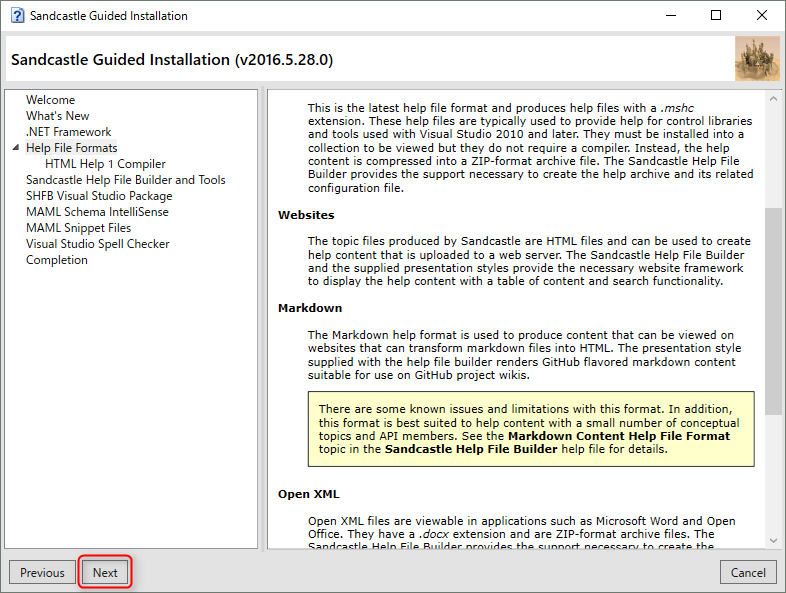 Sandcastle Guided Installation
Sandcastle Guided Installation (v2016.5.28.0)
Welcome
What's New
.NET Framework
Help File Formats
HTML Help 1 Compiler
Sandcastle Help File Builder and Tools
SHFB Visual Studio Package
MAML Schema IntelliSense
MAML Snippet Files
Visual Studio Spell Checker
Completion
This is the latest help file format and produces help files with a .mshc
extension. These help files are typically used to provide help for control libraries
and tools used with Visual Studio 2010 and later. They must be installed into a
collection to be viewed but they do not require a compiler. Instead, the help
content is compressed into a ZIP-format archive file. The Sandcastle Help File
Builder provides the support necessary to create the help archive and its related
configuration file.
Websites
The topic files produced by Sandcastle are HTML files and can be used to create
help content that is uploaded to a web server. The Sandcastle Help File Builder
and the supplied presentation styles provide the necessary website framework
to display the help content with a table of content and search functionality.
Markdown
The Markdown help format is used to produce content that can be viewed on
websites that can transform markdown files into HTML. The presentation style
supplied with the help file builder renders GitHub flavored markdown content
suitable for use on GitHub project wikis.
There are some known issues and limitations with this format. In addition,
this format is best suited to help content with a small number of conceptual
topics and API members. See the Markdown Content Help File Format
topic in the Sandcastle Help File Builder help file for details.
Open XML
Open XML files are viewable in applications such as Microsoft Word and Open
Office. They have a .docx extension and are ZIP-format archive files. The
Sandcastle Help File Builder provides the support necessary to create the
Previous
Next
Cancel